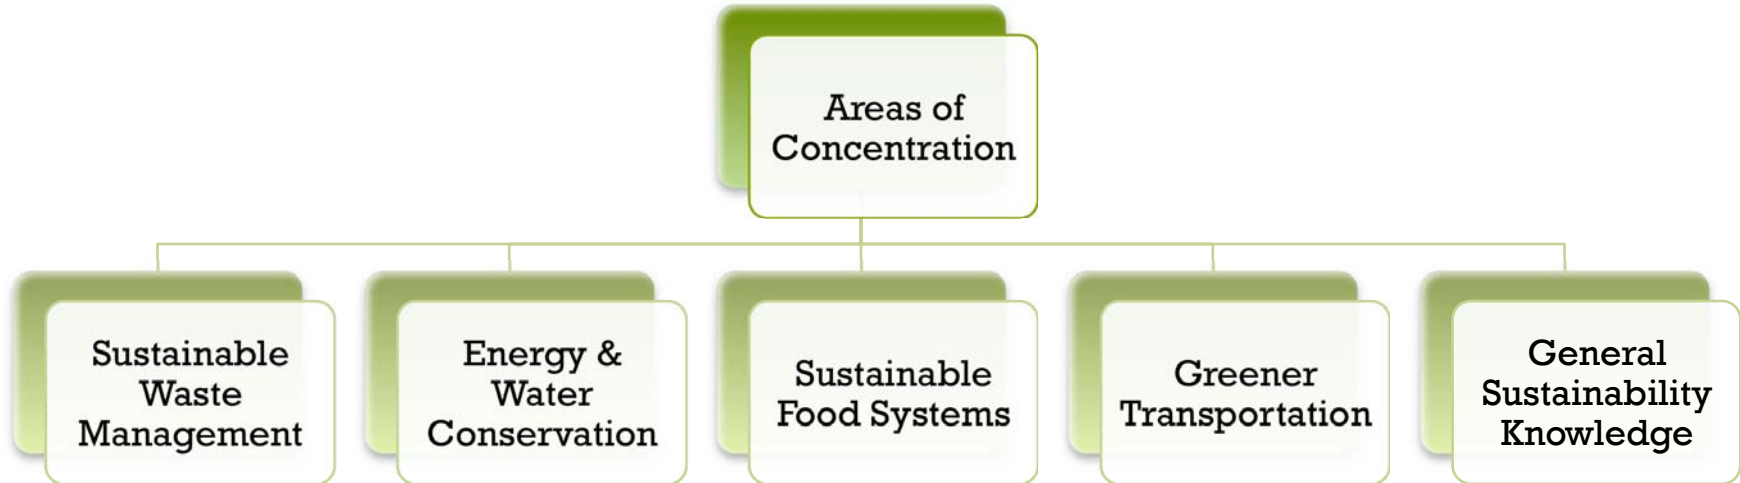 Areas of
Concentration
Sustainable
Waste
Management
Energy &
Water
Conservation
Sustainable
Food Systems
Greener
Transportation
General
Sustainability
Knowledge